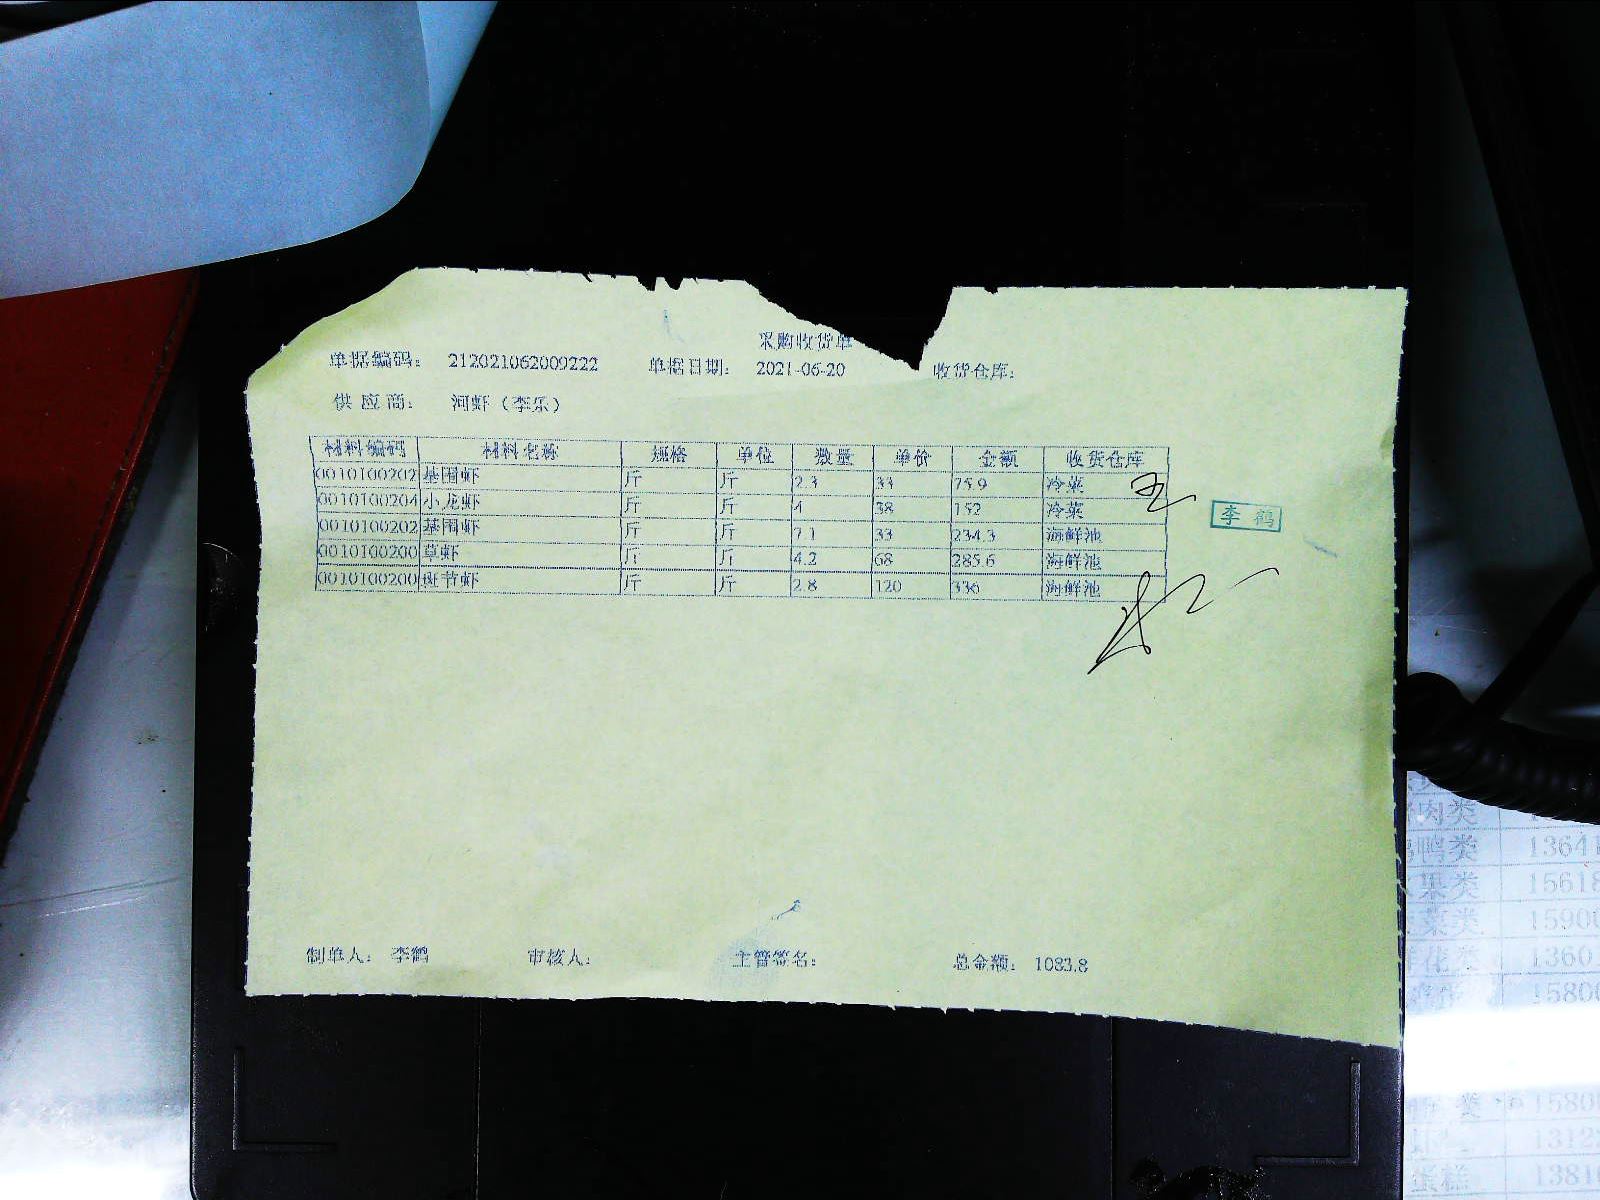 采购收货单
单据编码： 212021062009222 单据日期： 2021-06-20 收货仓库：
供 应 商： 河虾（李乐）
材料编码 材料名称 规格 单位 数量 单价 金额 收货仓库
0010100202 基围虾 斤 斤 2.3 33 75.9 冷菜
0010100204 小龙虾 斤 斤 4 38 152 冷菜
李 鹤
0010100202 基围虾 斤 斤 7.1 33 234.3 海鲜池
0010100200 草虾 斤 斤 4.2 68 285.6 海鲜池
0010100200 斑节虾 斤 斤 2.8 120 336 海鲜池
制单人： 李鹤 审核人： 主管签名： 总金额： 1083.8
肉类
鸭类 13641
果类 15618
菜类 1590
1360
1580
类 1580
1312
蛋糕 1381